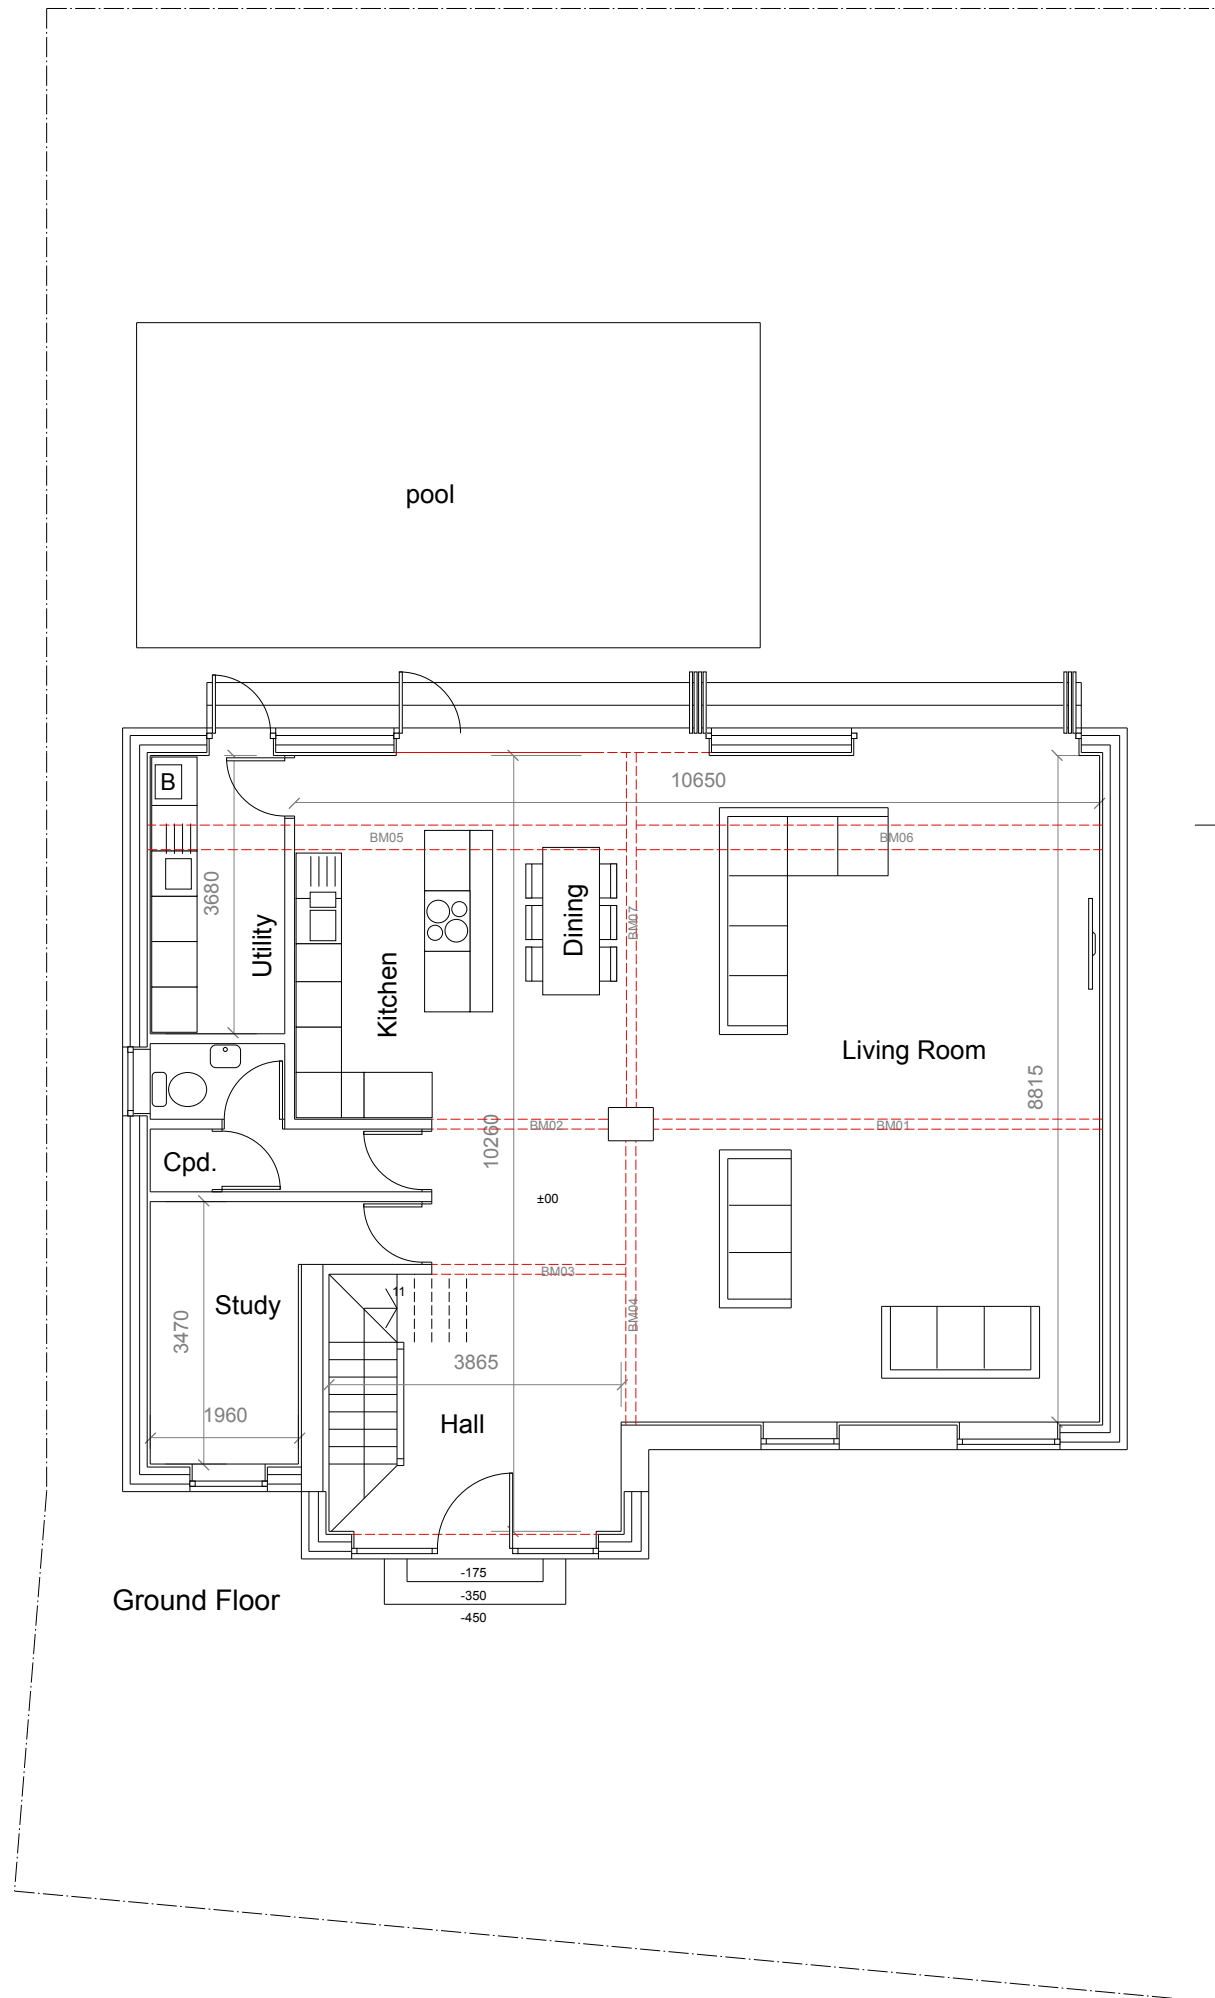 pool
10650
B
BM05
BM06
3680
Utility
Kitchen
Dining
BM07
Living Room
8815
10260
BM02
BM01
Cpd.
±00
BM03
11
Study
3470
BM04
3865
1960
Hall
-175
-350
-450
Ground Floor